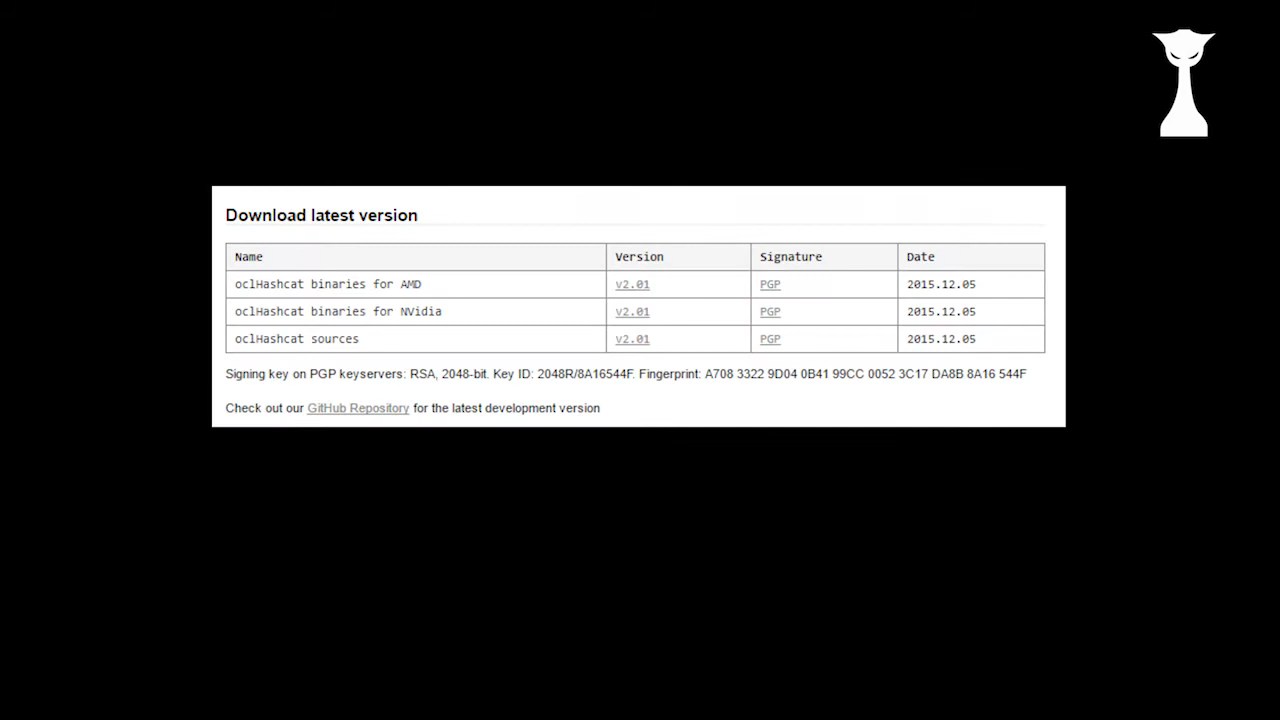 Download latest version
Name Version Signature Date
oclHashcat binaries for AMD v2.01 PGP 2015.12.05
oclHashcat binaries for NVidia v2.01 PGP 2015.12.05
oclHashcat sources v2.01 PGP 2015.12.05
Signing key on PGP keyservers: RSA, 2048-bit. Key ID: 2048R/8A16544F. Fingerprint: A708 3322 9D04 0B41 99CC 0052 3C17 DA8B 8A16 544F
Check out our GitHub Repository for the latest development version